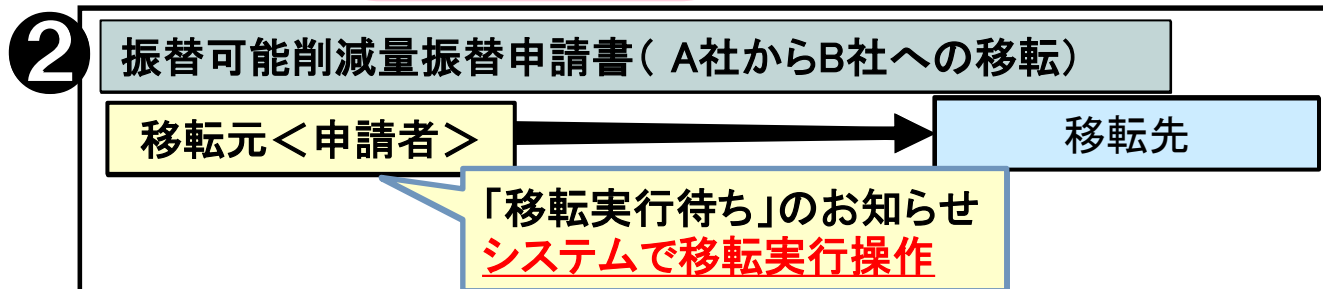 ❷
振替可能削減量振替申請書( A社からB社への移転)
移転元<申請者>
移転先
「移転実行待ち」のお知らせ
システムで移転実行操作